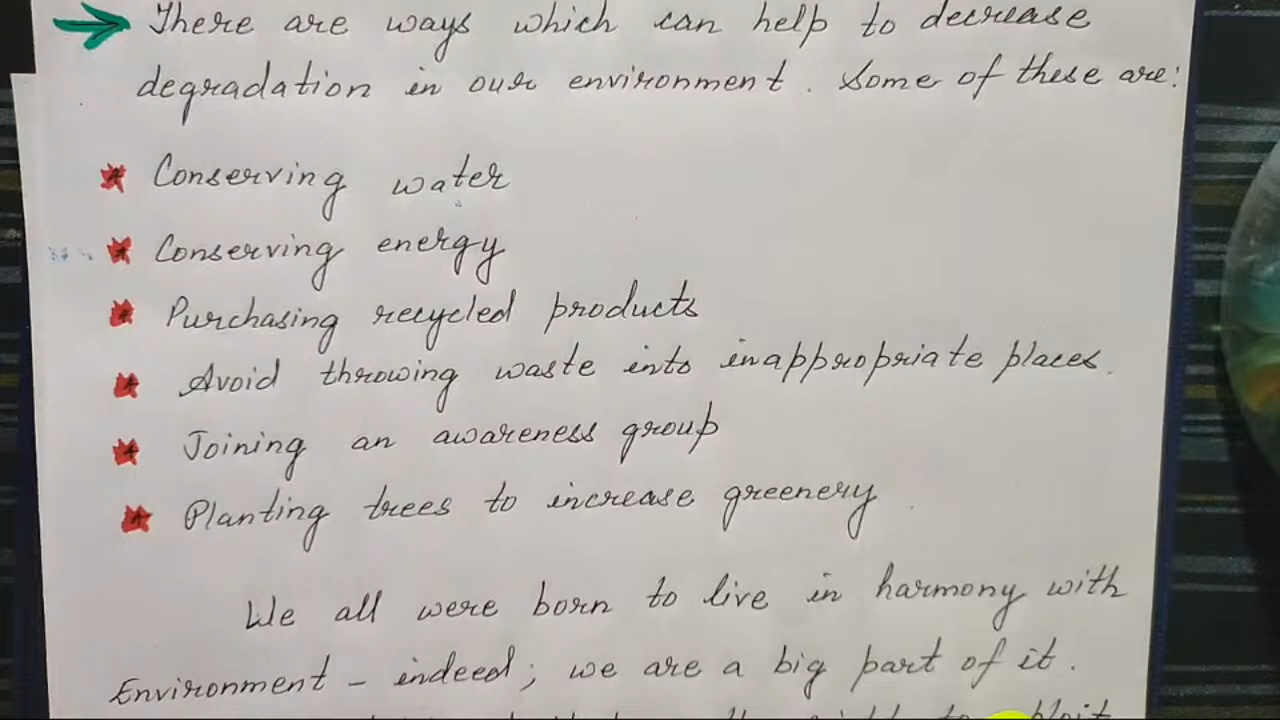 There are ways which can help to decrease
degradation in our environment. Some of these are:
Conserving water
Conserving energy
Purchasing recycled products
Avoid throwing waste into inappropriate places.
Joining an awareness group
Planting trees to increase greenery.
We all were born to live in harmony with
Environment - indeed; we are a big part of it.